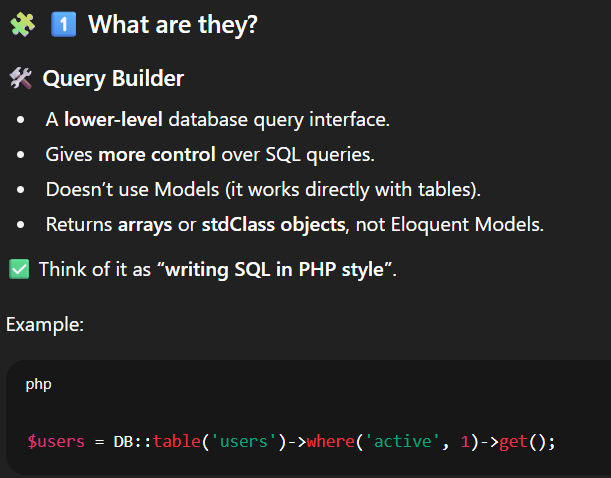 🧩 1️⃣ What are they?
🛠️ Query Builder
• A lower-level database query interface.
• Gives more control over SQL queries.
• Doesn’t use Models (it works directly with tables).
• Returns arrays or stdClass objects, not Eloquent Models.
✅ Think of it as “writing SQL in PHP style”.
Example:
php
$users = DB::table('users')->where('active', 1)->get();